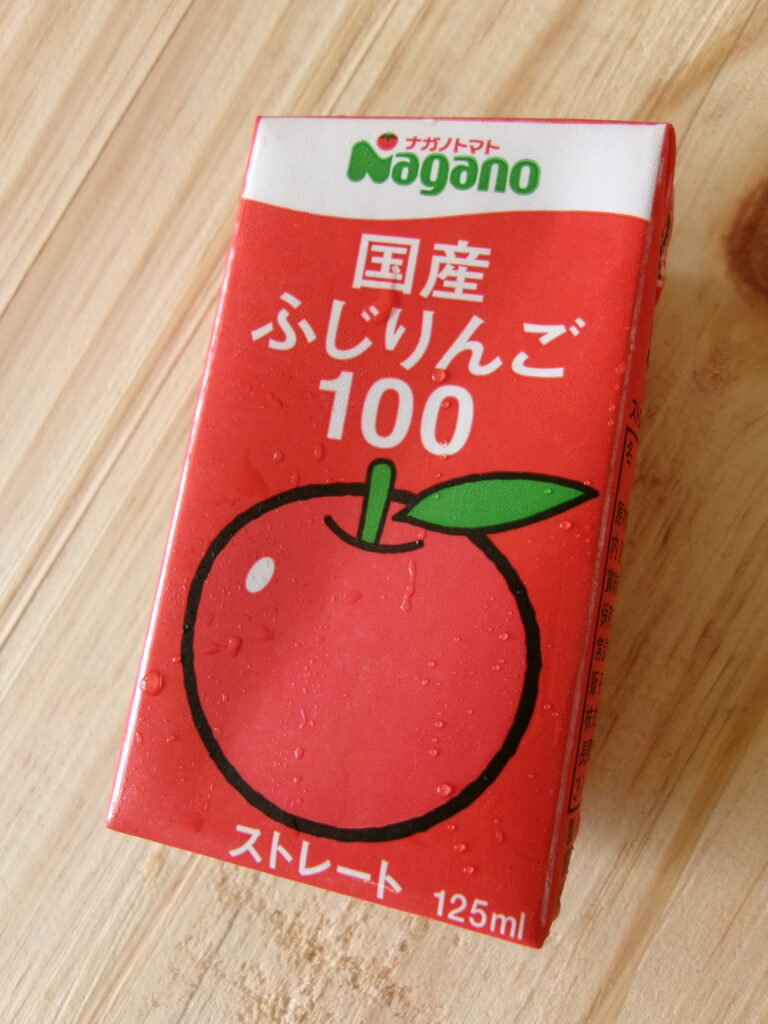 ナガノトマト
Nagano
国産
ふじりんご
100
ストレート
125ml